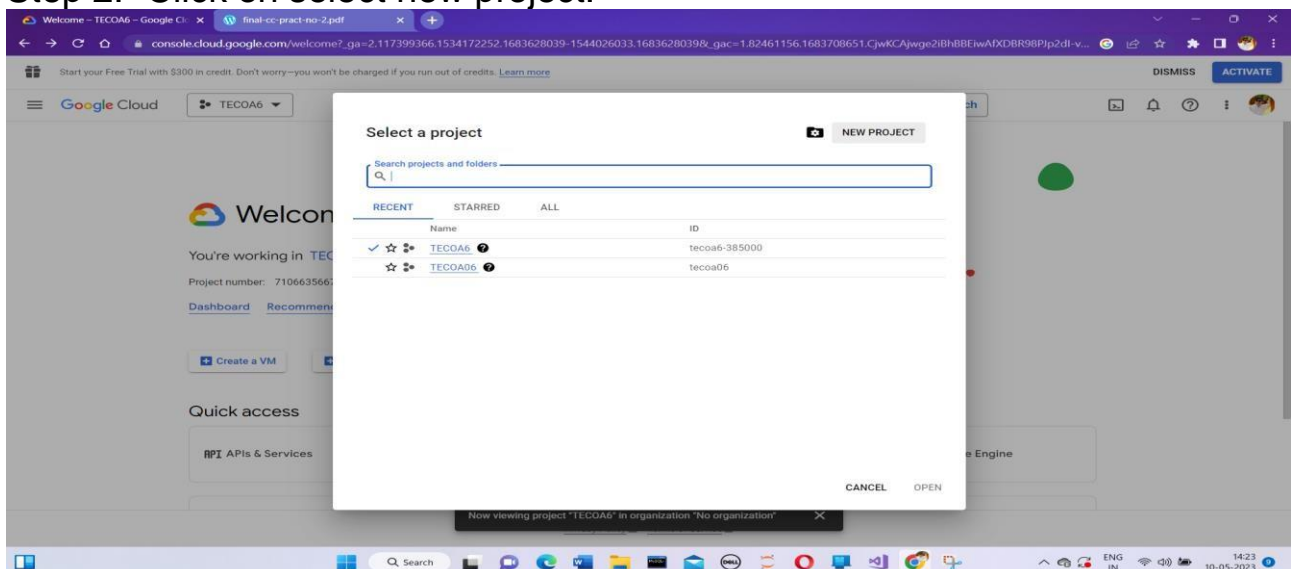 Step 2:- Click on select new project.
Welcome – TECOA6 – Google Cl
final-cc-pract-no-2.pdf
console.cloud.google.com/welcome?_ga=2.117399366.1534172252.1683628039-1544026033.1683628039&_gac=1.82461156.1683708651.CjwKCAjwge2iBhBBEiwAfXDBR98PJp2dI-v...
Start your Free Trial with $300 in credit. Don't worry—you won't be charged if you run out of credits. Learn more
DISMISS
ACTIVATE
Google Cloud
TECOA6
ch
Select a project
NEW PROJECT
Search projects and folders
RECENT STARRED ALL
Name ID
TECOA6 tecoa6-385000
TECOA06 tecoa06
Welcon
You're working in TEC
Project number: 710663566
Dashboard Recommen
Create a VM
Quick access
API APIs & Services
e Engine
CANCEL OPEN
Now viewing project "TECOA6" in organization "No organization"
Search
ENG
IN
14:23
10-05-2023